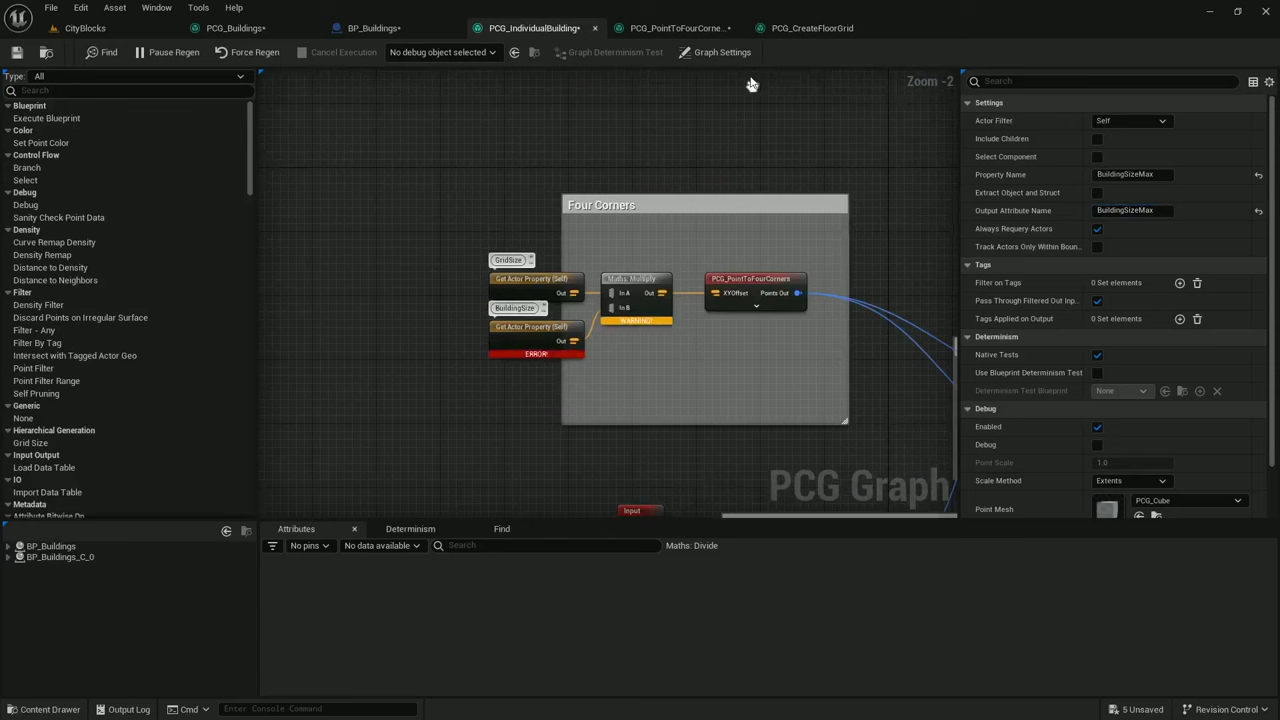 File Edit Asset Window Tools Help
CityBlocks
PCG_Buildings*
BP_Buildings*
PCG_IndividualBuilding*
PCG_PointToFourCorne...*
PCG_CreateFloorGrid
Find
Pause Regen
Force Regen
Cancel Execution
No debug object selected
Graph Determinism Test
Graph Settings
Type: All
Search
Blueprint
Execute Blueprint
Color
Set Point Color
Control Flow
Branch
Select
Debug
Debug
Sanity Check Point Data
Density
Curve Remap Density
Density Remap
Distance to Density
Distance to Neighbors
Filter
Density Filter
Discard Points on Irregular Surface
Filter - Any
Filter By Tag
Intersect with Tagged Actor Geo
Point Filter
Point Filter Range
Self Pruning
Generic
None
Hierarchical Generation
Grid Size
Input Output
Load Data Table
IO
Import Data Table
Metadata
Attribute Bitwise On
Zoom -2
Four Corners
GridSize
Get Actor Property (Self)
Out
BuildingSize
Get Actor Property (Self)
Out
ERROR!
Maths: Multiply
In A Out
In B
WARNING!
PCG_PointToFourCorners
XYOffset Points Out
Input
PCG Graph
Search
Settings
Actor Filter Self
Include Children
Select Component
Property Name BuildingSizeMax
Extract Object and Struct
Output Attribute Name BuildingSizeMax
Always Requery Actors
Track Actors Only Within Boun...
Tags
Filter on Tags 0 Set elements
Pass Through Filtered Out Inp...
Tags Applied on Output 0 Set elements
Determinism
Native Tests
Use Blueprint Determinism Test
Determinism Test Blueprint None
Debug
Enabled
Debug
Point Scale 1.0
Scale Method Extents
Point Mesh PCG_Cube
BP_Buildings
BP_Buildings_C_0
Attributes
Determinism
Find
No pins
No data available
Search
Maths: Divide
Content Drawer
Output Log
Cmd
Enter Console Command
5 Unsaved
Revision Control